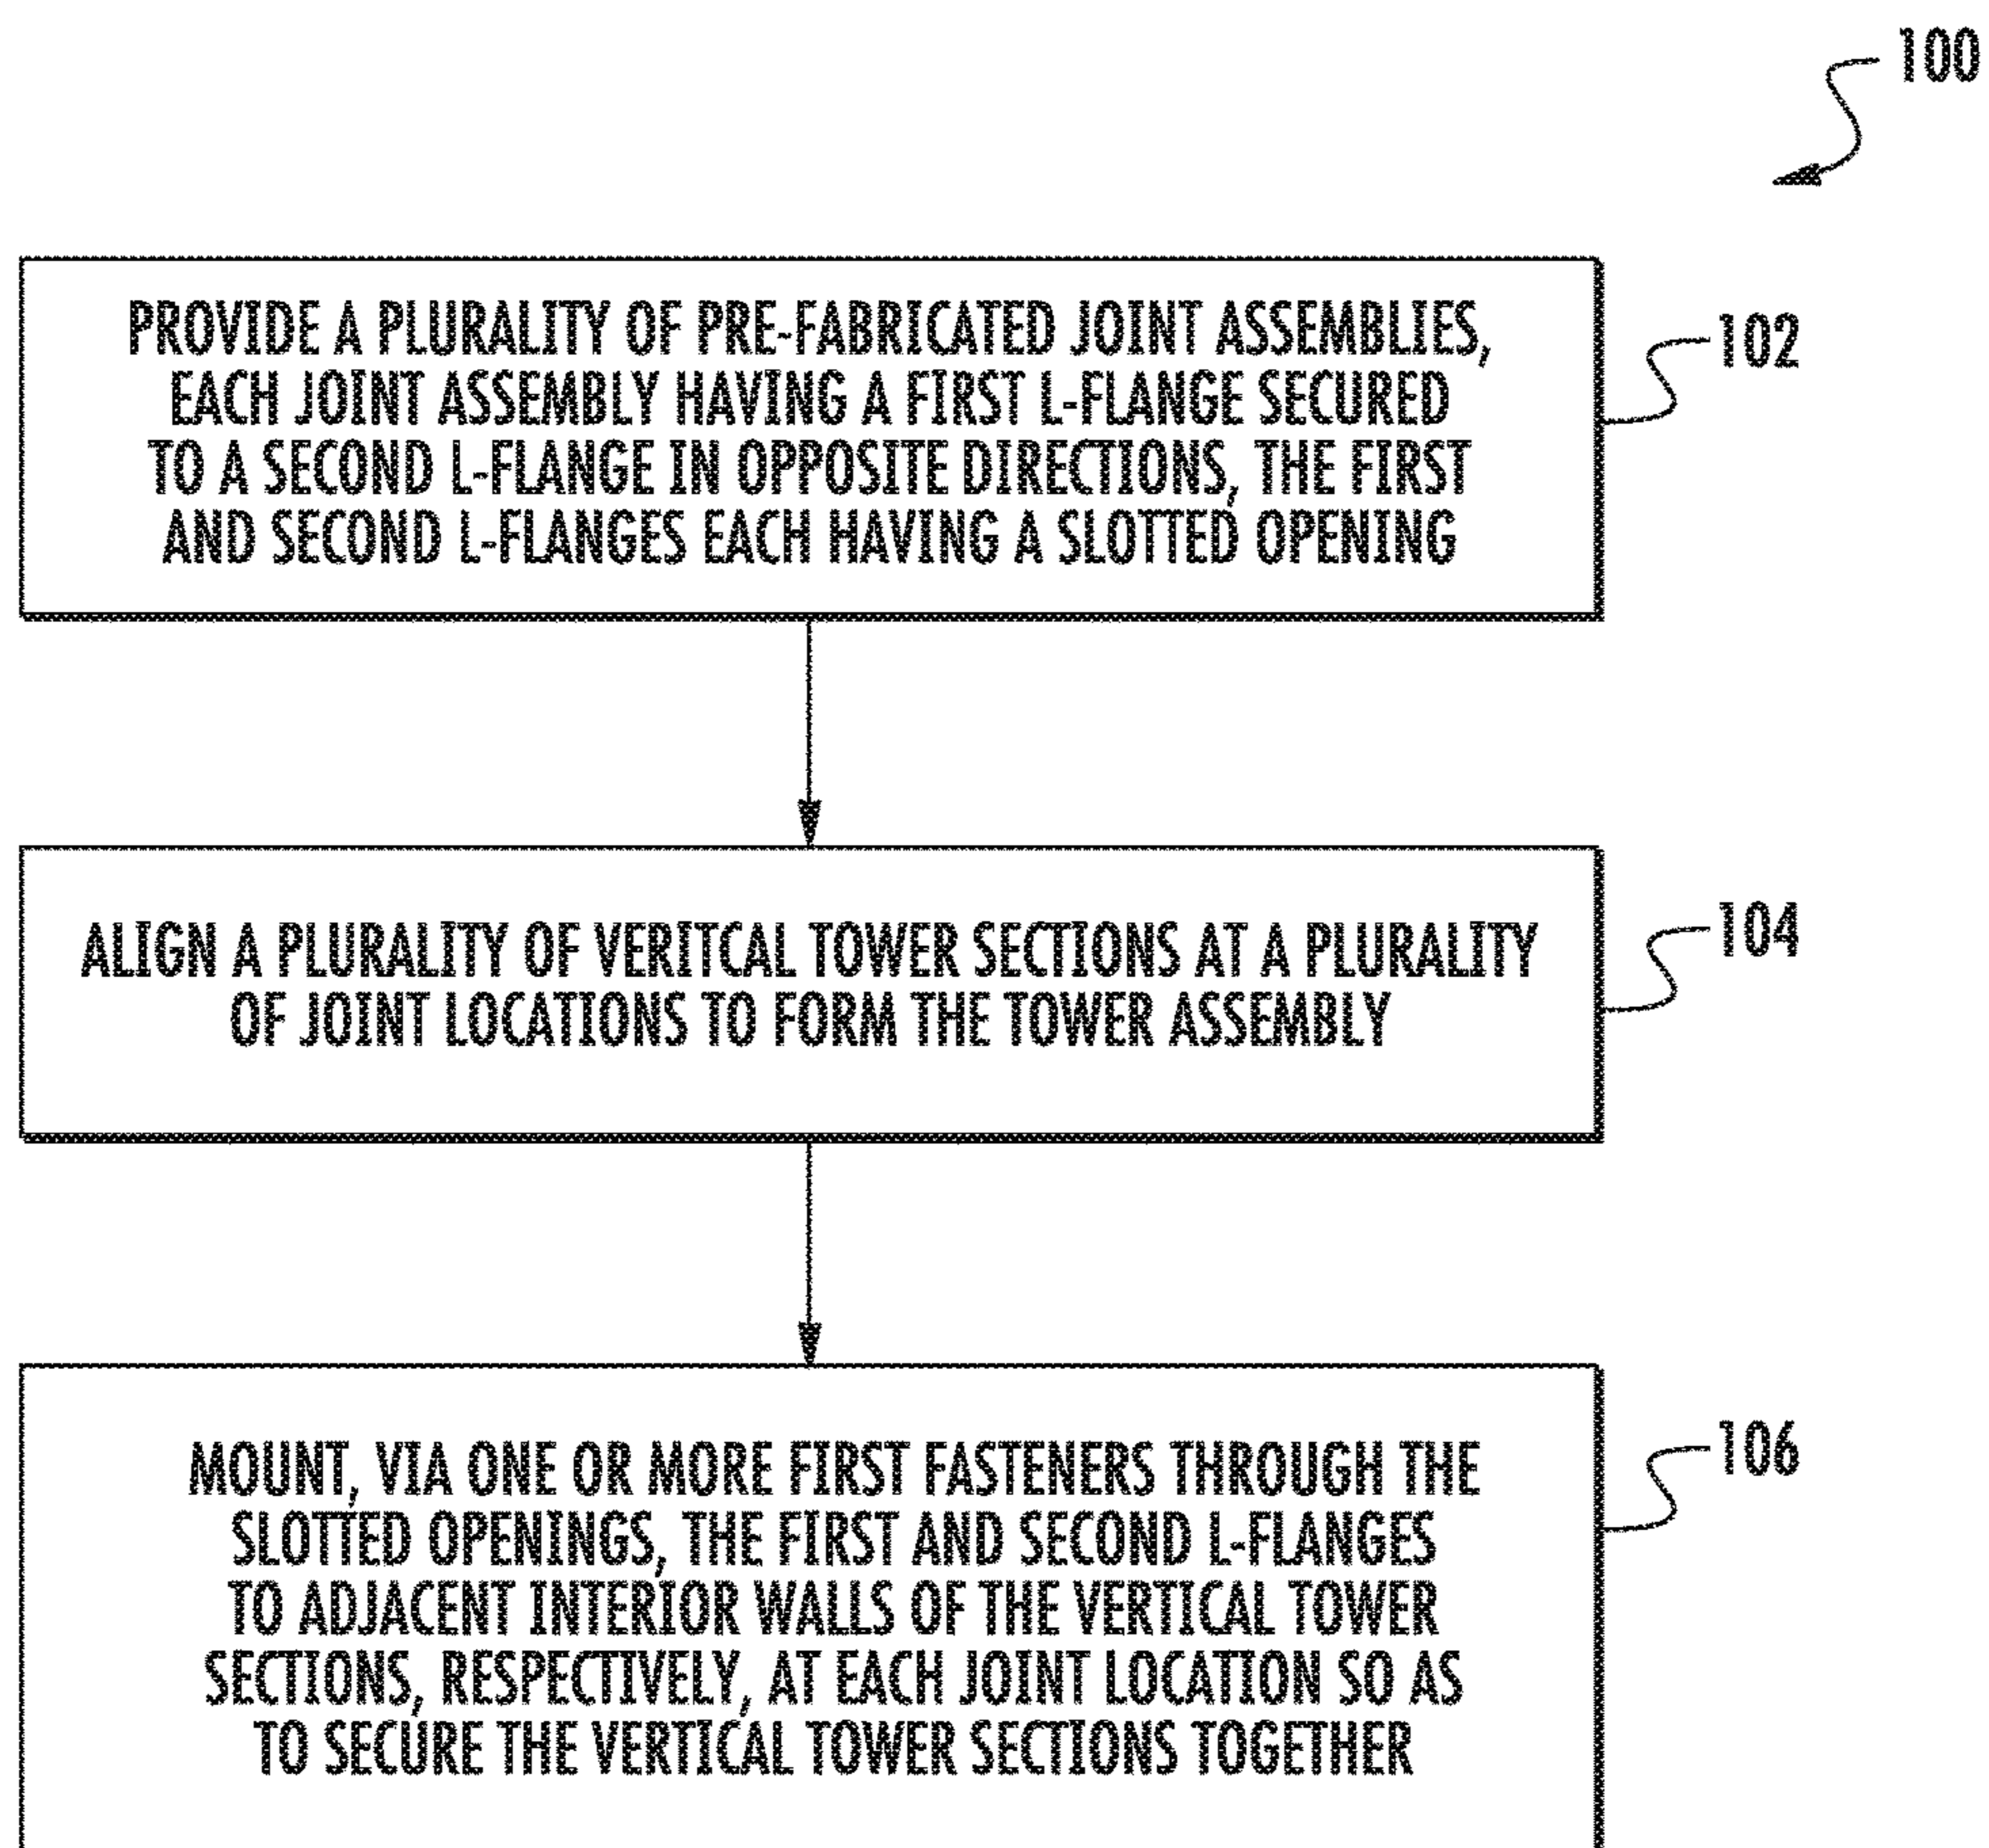 100
PROVIDE A PLURALITY OF PRE-FABRICATED JOINT ASSEMBLIES,
EACH JOINT ASSEMBLY HAVING A FIRST L-FLANGE SECURED
TO A SECOND L-FLANGE IN OPPOSITE DIRECTIONS, THE FIRST
AND SECOND L-FLANGES EACH HAVING A SLOTTED OPENING
102
ALIGN A PLURALITY OF VERITCAL TOWER SECTIONS AT A PLURALITY
OF JOINT LOCATIONS TO FORM THE TOWER ASSEMBLY
104
MOUNT, VIA ONE OR MORE FIRST FASTENERS THROUGH THE
SLOTTED OPENINGS, THE FIRST AND SECOND L-FLANGES
TO ADJACENT INTERIOR WALLS OF THE VERTICAL TOWER
SECTIONS, RESPECTIVELY, AT EACH JOINT LOCATION SO AS
TO SECURE THE VERTICAL TOWER SECTIONS TOGETHER
106